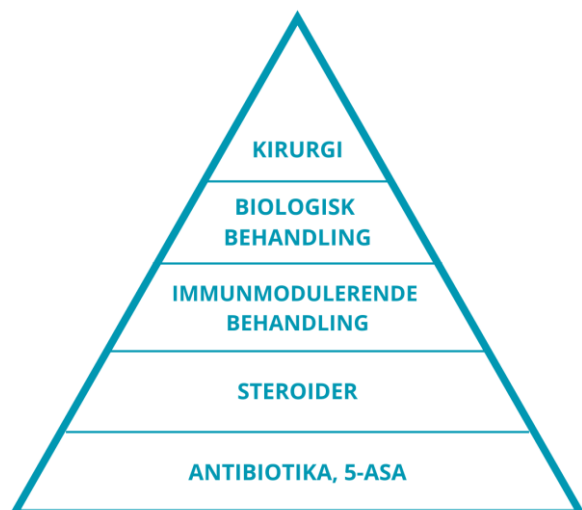 KIRURGI
BIOLOGISK
BEHANDLING
IMMUNMODULERENDE
BEHANDLING
STEROIDER
ANTIBIOTIKA, 5-ASA